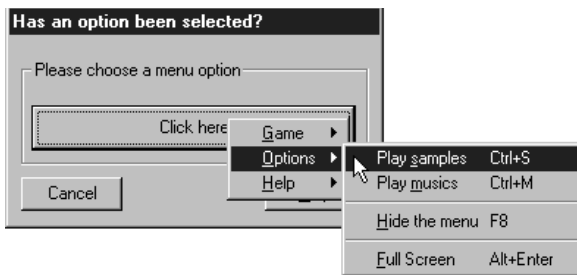 Has an option been selected?
Please choose a menu option
Click here
Game
Options
Help
Play samples Ctrl+S
Play musics Ctrl+M
Hide the menu F8
Full Screen Alt+Enter
Cancel